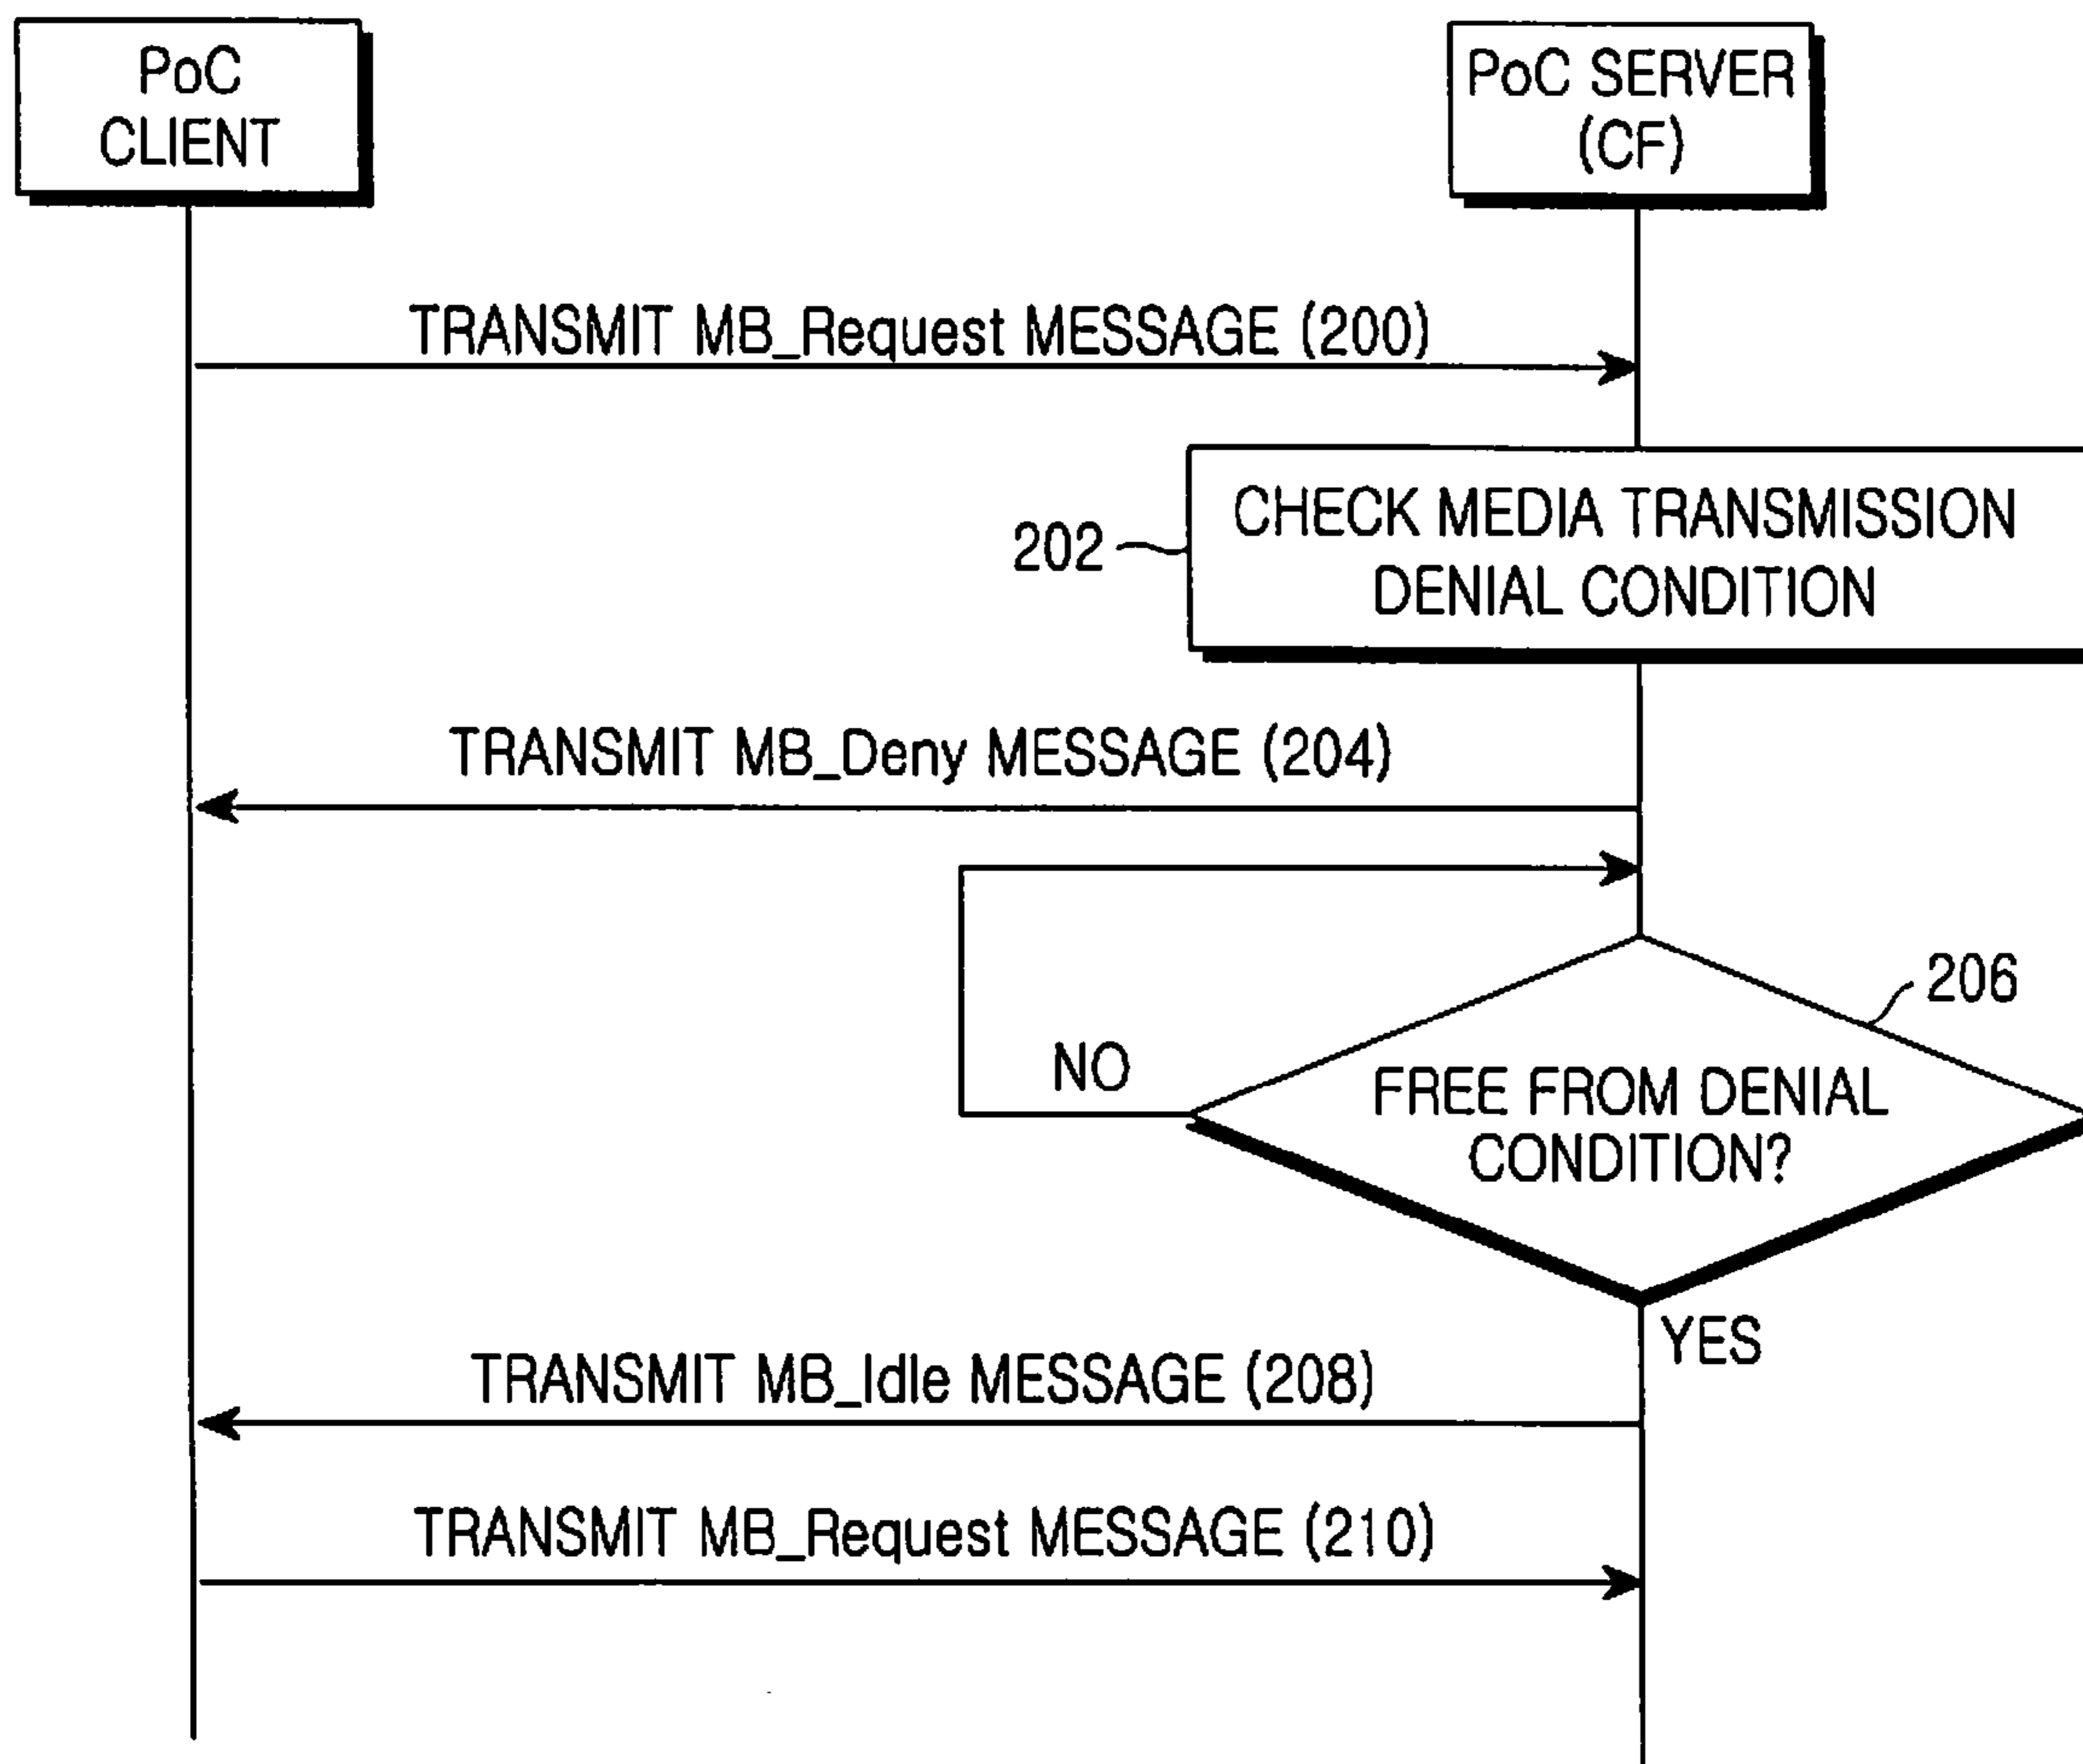 PoC
CLIENT
PoC SERVER
(CF)
TRANSMIT MB_Request MESSAGE (200)
202
CHECK MEDIA TRANSMISSION
DENIAL CONDITION
TRANSMIT MB_Deny MESSAGE (204)
206
NO
FREE FROM DENIAL
CONDITION?
YES
TRANSMIT MB_Idle MESSAGE (208)
TRANSMIT MB_Request MESSAGE (210)